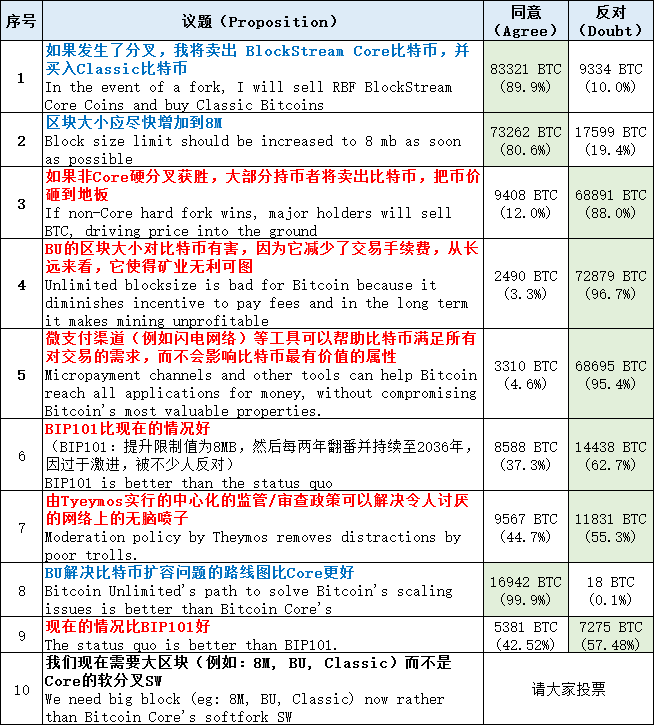 序号 议题（Proposition） 同意（Agree） 反对（Doubt）
1
如果发生了分叉，我将卖出 BlockStream Core比特币，并
买入Classic比特币
In the event of a fork, I will sell RBF BlockStream
Core Coins and buy Classic Bitcoins
83321 BTC
(89.9%)
9334 BTC
(10.0%)
2
区块大小应尽快增加到8M
Block size limit should be increased to 8 mb as soon
as possible
73262 BTC
(80.6%)
17599 BTC
(19.4%)
3
如果非Core硬分叉获胜，大部分持币者将卖出比特币，把币价
砸到地板
If non-Core hard fork wins, major holders will sell
BTC, driving price into the ground
9408 BTC
(12.0%)
68891 BTC
(88.0%)
4
BU的区块大小对比特币有害，因为它减少了交易手续费，从长
远来看，它使得矿业无利可图
Unlimited blocksize is bad for Bitcoin because it
diminishes incentive to pay fees and in the long term
it makes mining unprofitable
2490 BTC
(3.3%)
72879 BTC
(96.7%)
5
微支付渠道（例如闪电网络）等工具可以帮助比特币满足所有
对交易的需求，而不会影响比特币最有价值的属性
Micropayment channels and other tools can help Bitcoin
reach all applications for money, without compromising
Bitcoin's most valuable properties.
3310 BTC
(4.6%)
68695 BTC
(95.4%)
6
BIP101比现在的情况好
（BIP101：提升限制值为8MB，然后每两年翻番并持续至2036年，
因过于激进，被不少人反对）
BIP101 is better than the status quo
8588 BTC
(37.3%)
14438 BTC
(62.7%)
7
由Tyeymos实行的中心化的监管/审查政策可以解决令人讨厌
的网络上的无脑喷子
Moderation policy by Theymos removes distractions by
poor trolls.
9567 BTC
(44.7%)
11831 BTC
(55.3%)
8
BU解决比特币扩容问题的路线图比Core更好
Bitcoin Unlimited's path to solve Bitcoin's scaling
issues is better than Bitcoin Core's
16942 BTC
(99.9%)
18 BTC
(0.1%)
9
现在的情况比BIP101好
The status quo is better than BIP101.
5381 BTC
(42.52%)
7275 BTC
(57.48%)
10
我们现在需要大区块（例如：8M, BU, Classic）而不是
Core的软分叉SW
We need big block (eg: 8M, BU, Classic) now rather
than Bitcoin Core's softfork SW
请大家投票